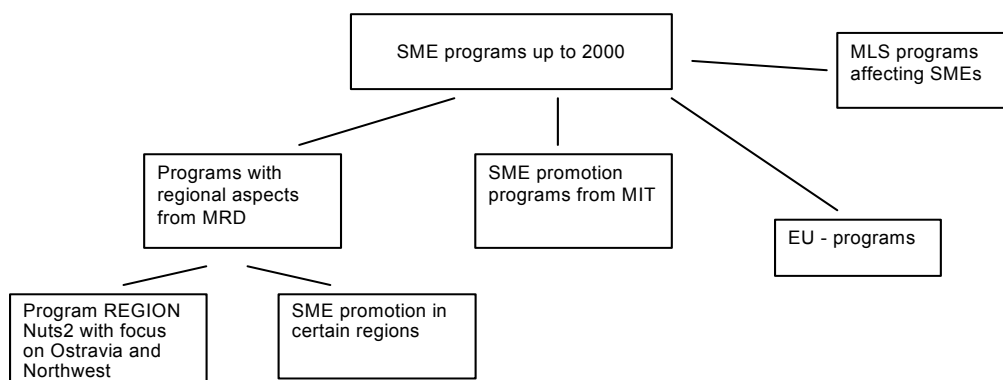 SME programs up to 2000
MLS programs
affecting SMEs
Programs with
regional aspects
from MRD
SME promotion
programs from MIT
EU - programs
Program REGION
Nuts2 with focus
on Ostravia and
Northwest
SME promotion in
certain regions